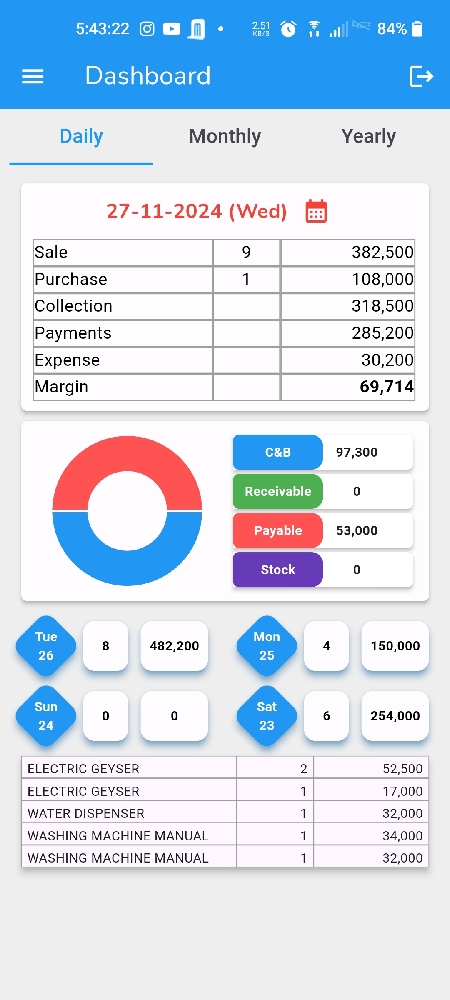 5:43:22 2.51 KB/S 84%
Dashboard
Daily Monthly Yearly
27-11-2024 (Wed)
Sale 9 382,500
Purchase 1 108,000
Collection 318,500
Payments 285,200
Expense 30,200
Margin 69,714
C&B 97,300
Receivable 0
Payable 53,000
Stock 0
Tue 26 8 482,200 Mon 25 4 150,000
Sun 24 0 0 Sat 23 6 254,000
ELECTRIC GEYSER 2 52,500
ELECTRIC GEYSER 1 17,000
WATER DISPENSER 1 32,000
WASHING MACHINE MANUAL 1 34,000
WASHING MACHINE MANUAL 1 32,000